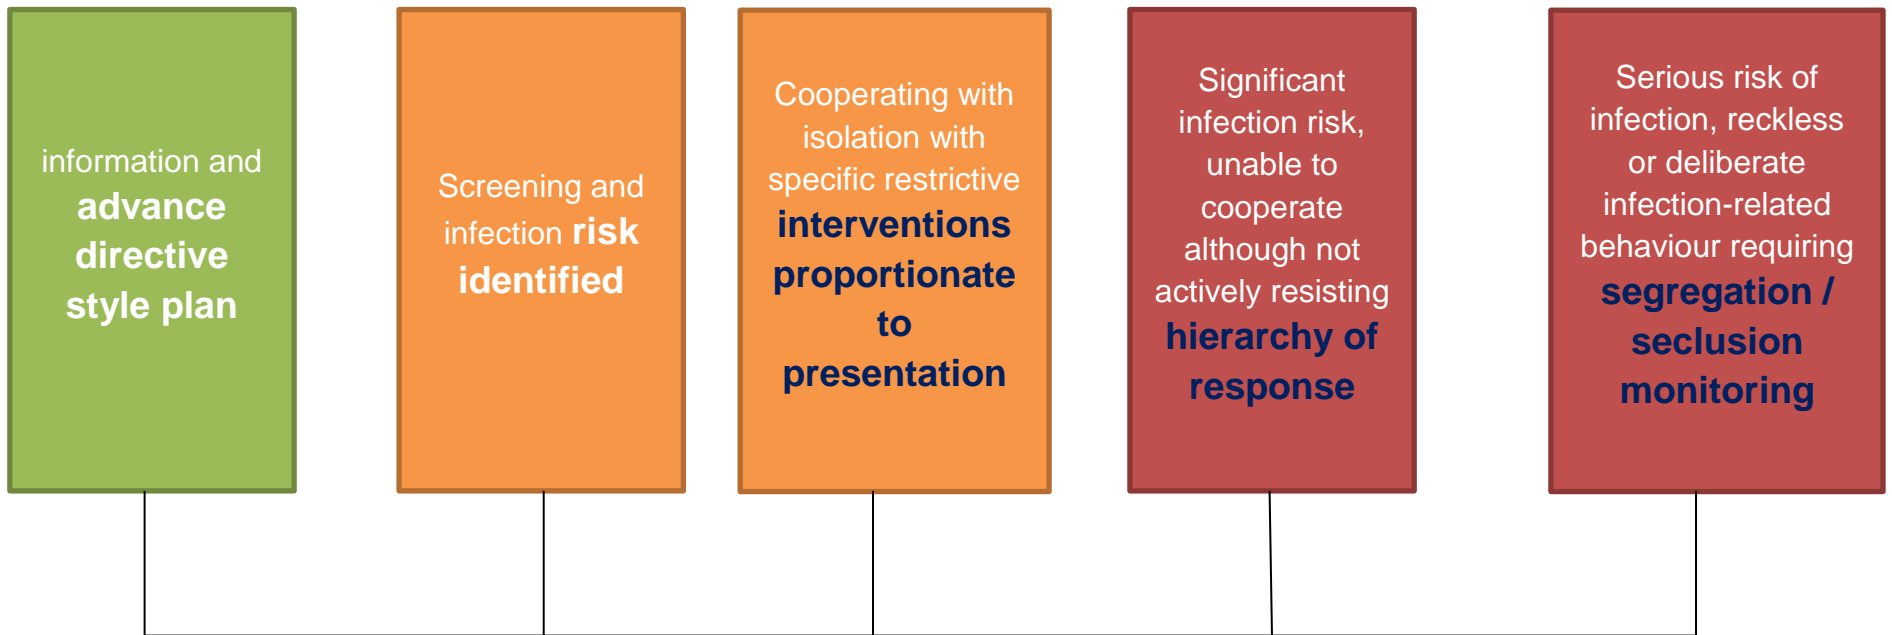 information and
advance
directive
style plan
Screening and
infection risk
identified
Cooperating with
isolation with
specific restrictive
interventions
proportionate
to
presentation
Significant
infection risk,
unable to
cooperate
although not
actively resisting
hierarchy of
response
Serious risk of
infection, reckless
or deliberate
infection-related
behaviour requiring
segregation /
seclusion
monitoring